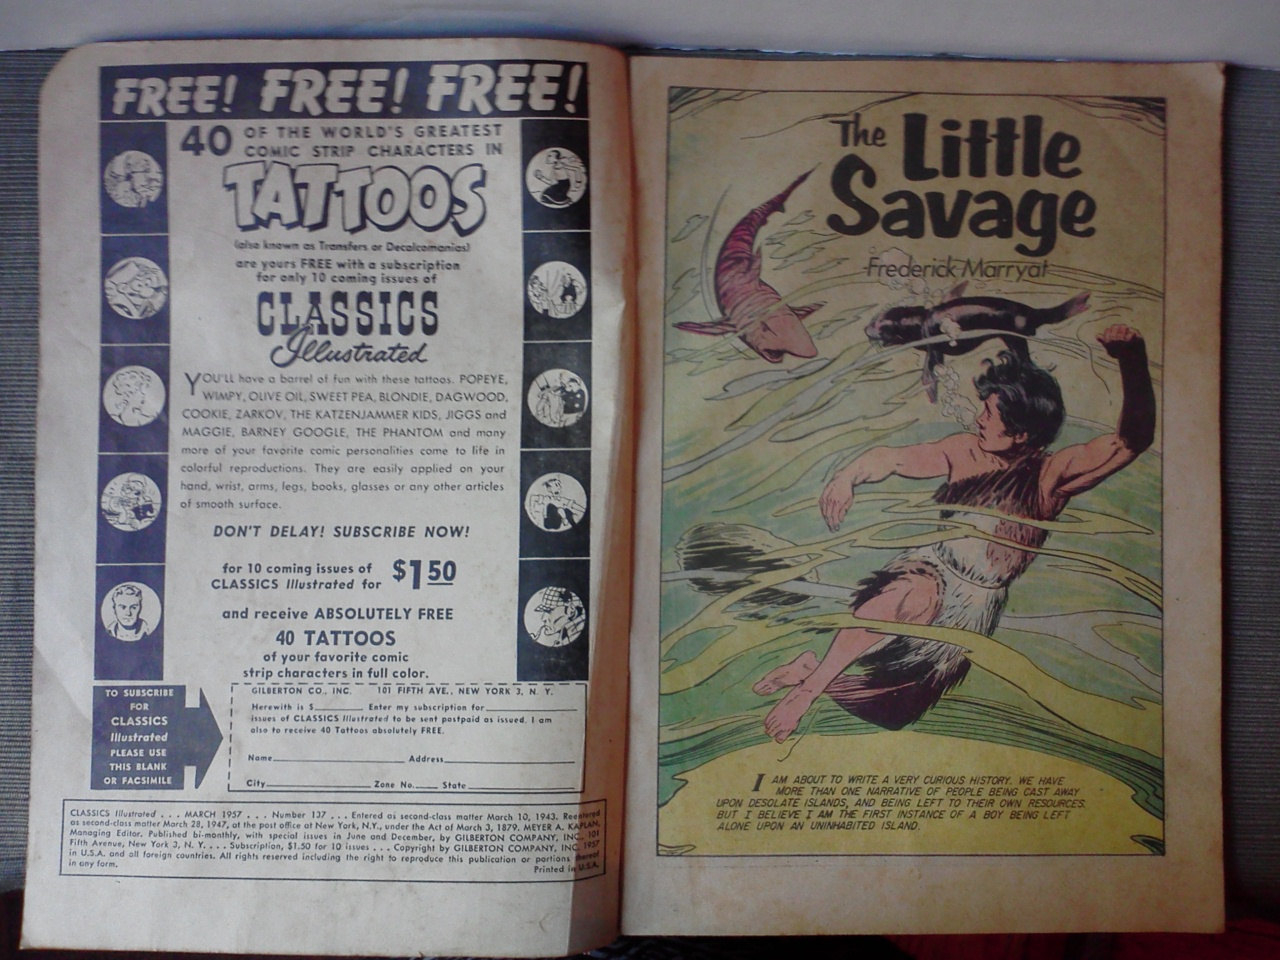 FREE! FREE! FREE!
40 OF THE WORLD'S GREATEST
COMIC STRIP CHARACTERS IN
TATTOOS
(also known as Transfers or Decalcomanias)
are yours FREE with a subscription
for only 10 coming issues of
CLASSICS
Illustrated
YOU'LL have a barrel of fun with these tattoos. POPEYE,
WIMPY, OLIVE OIL, SWEET PEA, BLONDIE, DAGWOOD,
COOKIE, ZARKOV, THE KATZENJAMMER KIDS, JIGGS and
MAGGIE, BARNEY GOOGLE, THE PHANTOM and many
more of your favorite comic personalities come to life in
colorful reproductions. They are easily applied on your
hand, wrist, arms, legs, books, glasses or any other articles
of smooth surface.
DON'T DELAY! SUBSCRIBE NOW!
for 10 coming issues of
CLASSICS Illustrated for $1.50
and receive ABSOLUTELY FREE
40 TATTOOS
of your favorite comic
strip characters in full color.
TO SUBSCRIBE
FOR
CLASSICS
Illustrated
PLEASE USE
THIS BLANK
OR FACSIMILE
GILBERTON CO., INC. 101 FIFTH AVE., NEW YORK 3, N. Y.
Herewith is $ Enter my subscription for
issues of CLASSICS Illustrated to be sent postpaid as issued. I am
also to receive 40 Tattoos absolutely FREE.
Name Address
City Zone No. State
CLASSICS Illustrated . . . MARCH 1957 . . . Number 137 . . . Entered as second-class matter March 10, 1943. Reentered
as second-class matter March 28, 1947, at the post office at New York, N.Y., under the Act of March 3, 1879. MEYER A. KAPLAN,
Managing Editor. Published bi-monthly, with special issues in June and December, by GILBERTON COMPANY, INC., 101
Fifth Avenue, New York 3, N. Y. . . . Subscription, $1.50 for 10 issues . . . Copyright by GILBERTON COMPANY, INC. 1957
in U.S.A. and all foreign countries. All rights reserved including the right to reproduce this publication or portions thereof
in any form. Printed in U.S.A.
The Little
Savage
Frederick Marryat
I AM ABOUT TO WRITE A VERY CURIOUS HISTORY. WE HAVE
MORE THAN ONE NARRATIVE OF PEOPLE BEING CAST AWAY
UPON DESOLATE ISLANDS, AND BEING LEFT TO THEIR OWN RESOURCES.
BUT I BELIEVE I AM THE FIRST INSTANCE OF A BOY BEING LEFT
ALONE UPON AN UNINHABITED ISLAND.